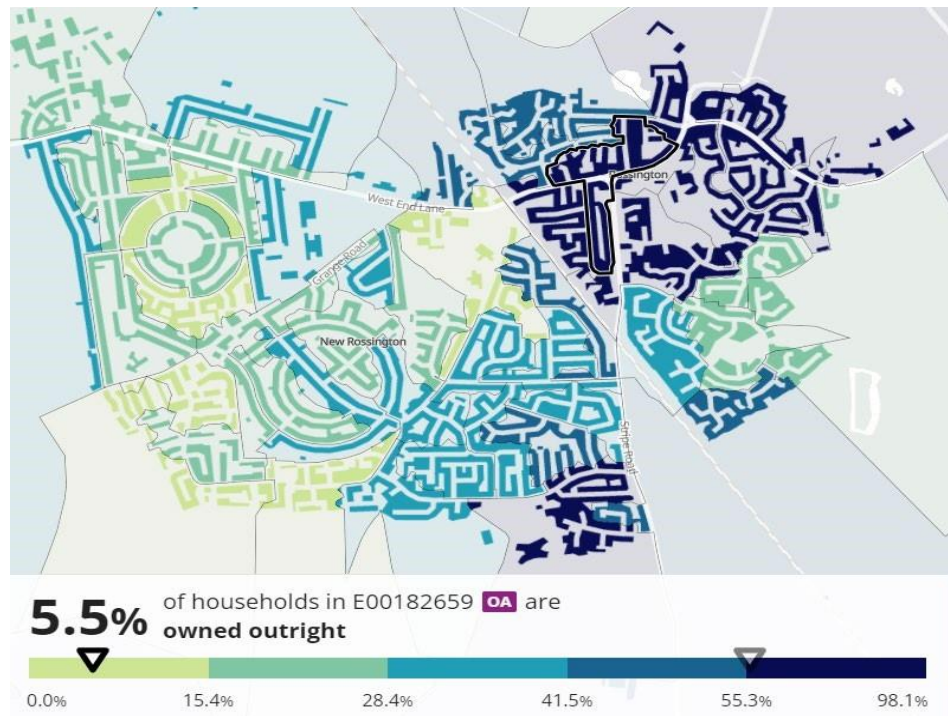 West End Lane
Rossington
Grange Road
New Rossington
Stripe Road
5.5% of households in E00182659 OA are
owned outright
0.0% 15.4% 28.4% 41.5% 55.3% 98.1%